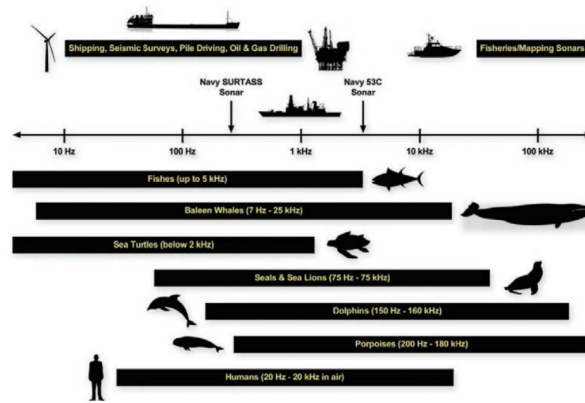 Shipping, Seismic Surveys, Pile Driving, Oil & Gas Drilling
Fisheries/Mapping Sonars
Navy SURTASS
Sonar
Navy 53C
Sonar
10 Hz
100 Hz
1 kHz
10 kHz
100 kHz
Fishes (up to 5 kHz)
Baleen Whales (7 Hz - 25 kHz)
Sea Turtles (below 2 kHz)
Seals & Sea Lions (75 Hz - 75 kHz)
Dolphins (150 Hz - 160 kHz)
Porpoises (200 Hz - 180 kHz)
Humans (20 Hz - 20 kHz in air)